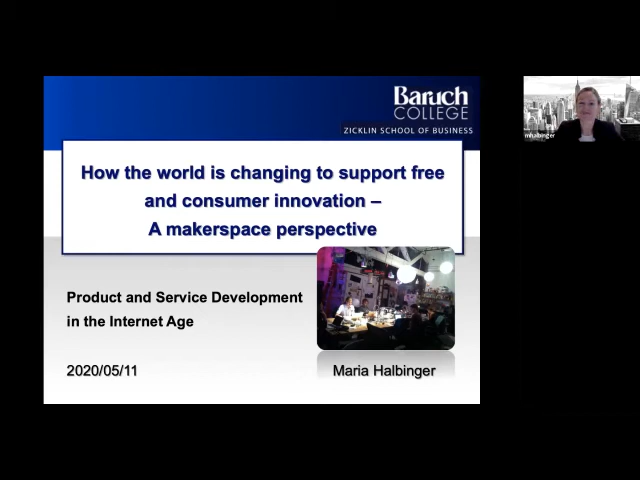 Baruch
COLLEGE
ZICKLIN SCHOOL OF BUSINESS
mhalbinger
How the world is changing to support free
and consumer innovation –
A makerspace perspective
Product and Service Development
in the Internet Age
2020/05/11
Maria Halbinger